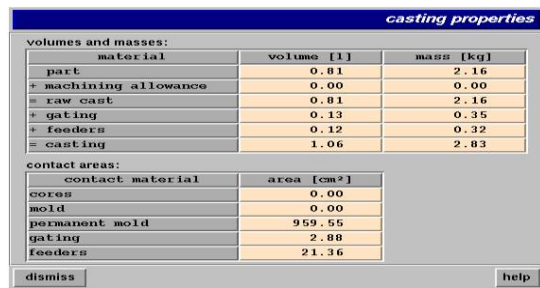 casting properties
volumes and masses:
material volume [l] mass [kg]
part 0.81 2.16
+ machining allowance 0.00 0.00
= raw cast 0.81 2.16
+ gating 0.13 0.35
+ feeders 0.12 0.32
= casting 1.06 2.83
contact areas:
contact material area [cm²]
cores 0.00
mold 0.00
permanent mold 959.55
gating 2.88
feeders 21.36
dismiss help